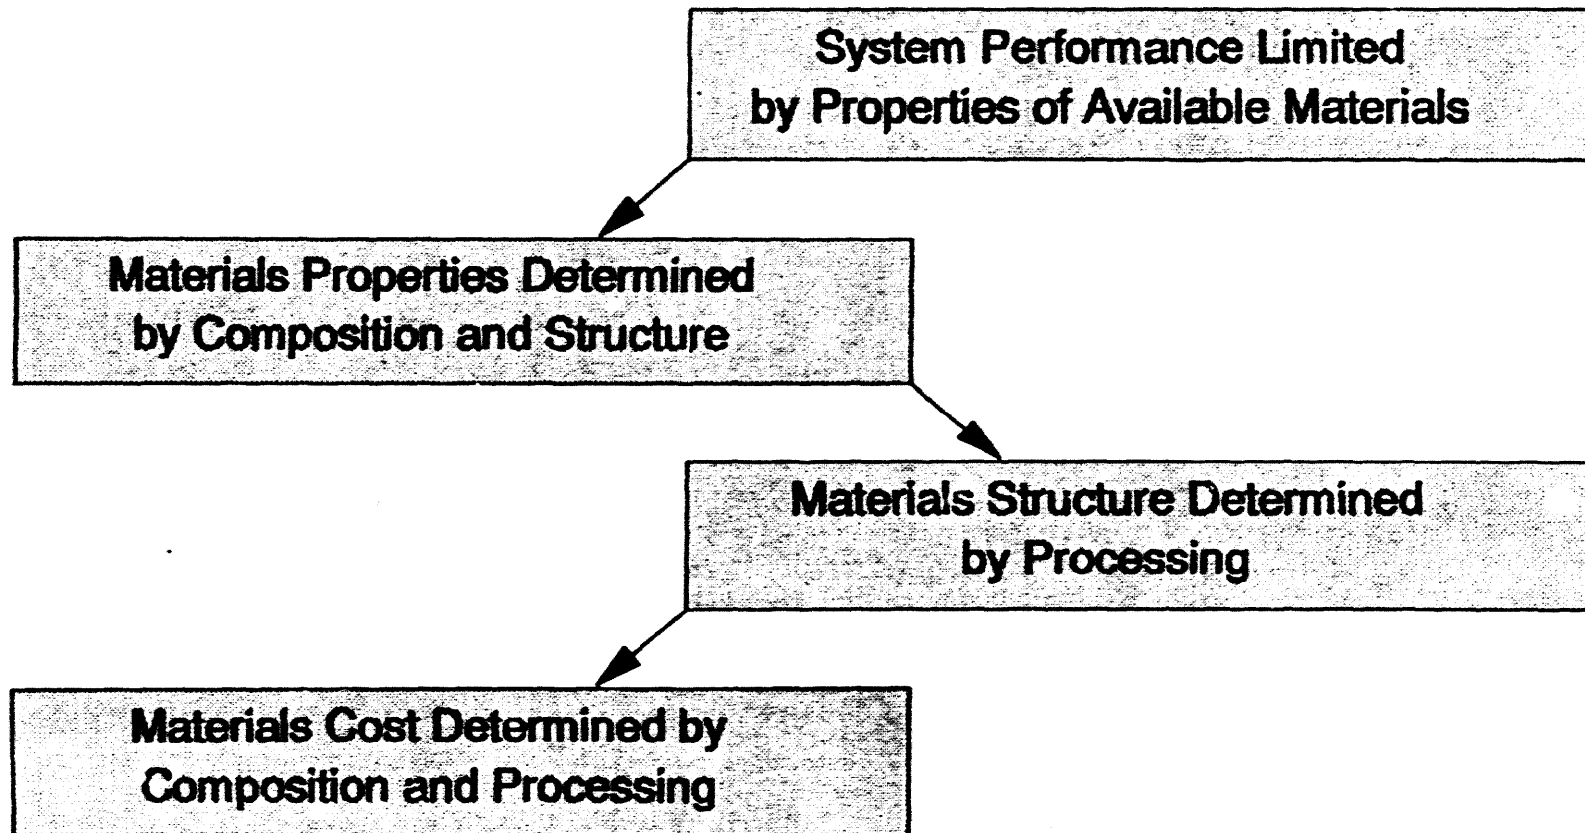 System Performance Limited
by Properties of Available Materials
Materials Properties Determined
by Composition and Structure
Materials Structure Determined
by Processing
Materials Cost Determined by
Composition and Processing